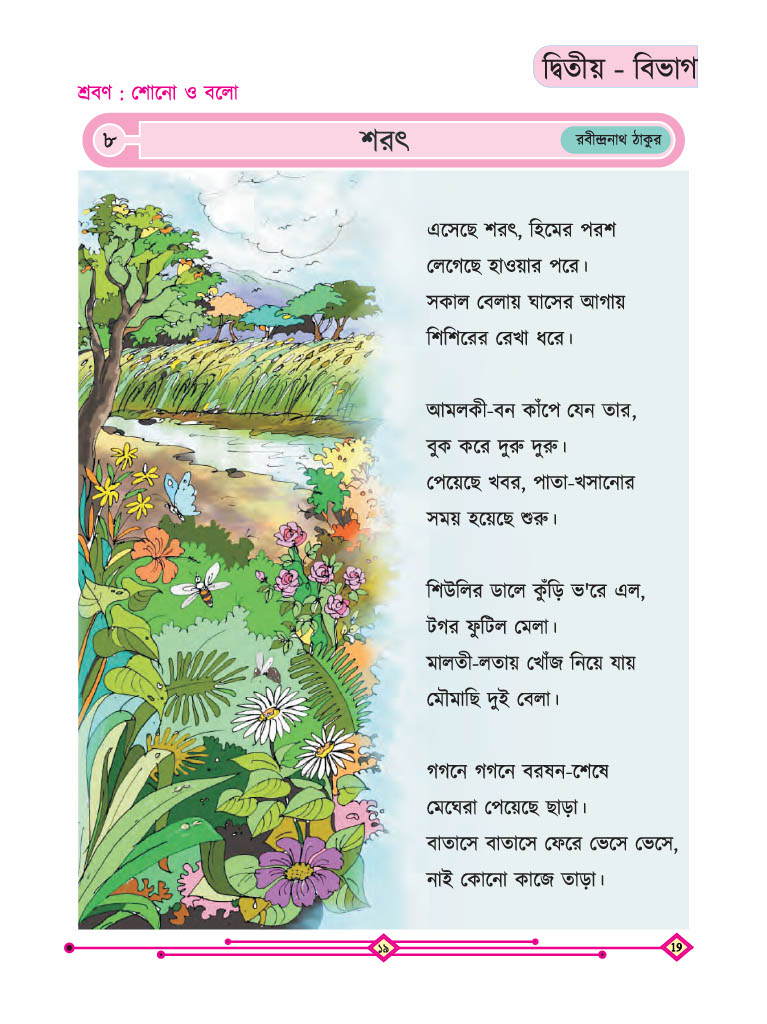 দ্বিতীয় - বিভাগ
শ্রবণ : শোনো ও বলো
৮
শরৎ
রবীন্দ্রনাথ ঠাকুর
এসেছে শরৎ, হিমের পরশ
লেগেছে হাওয়ার পরে।
সকাল বেলায় ঘাসের আগায়
শিশিরের রেখা ধরে।
আমলকী-বন কাঁপে যেন তার,
বুক করে দুরু দুরু।
পেয়েছে খবর, পাতা-খসানোর
সময় হয়েছে শুরু।
শিউলির ডালে কুঁড়ি ভ'রে এল,
টগর ফুটিল মেলা।
মালতী-লতায় খোঁজ নিয়ে যায়
মৌমাছি দুই বেলা।
গগনে গগনে বরষন-শেষে
মেঘেরা পেয়েছে ছাড়া।
বাতাসে বাতাসে ফেরে ভেসে ভেসে,
নাই কোনো কাজে তাড়া।
১৯
19